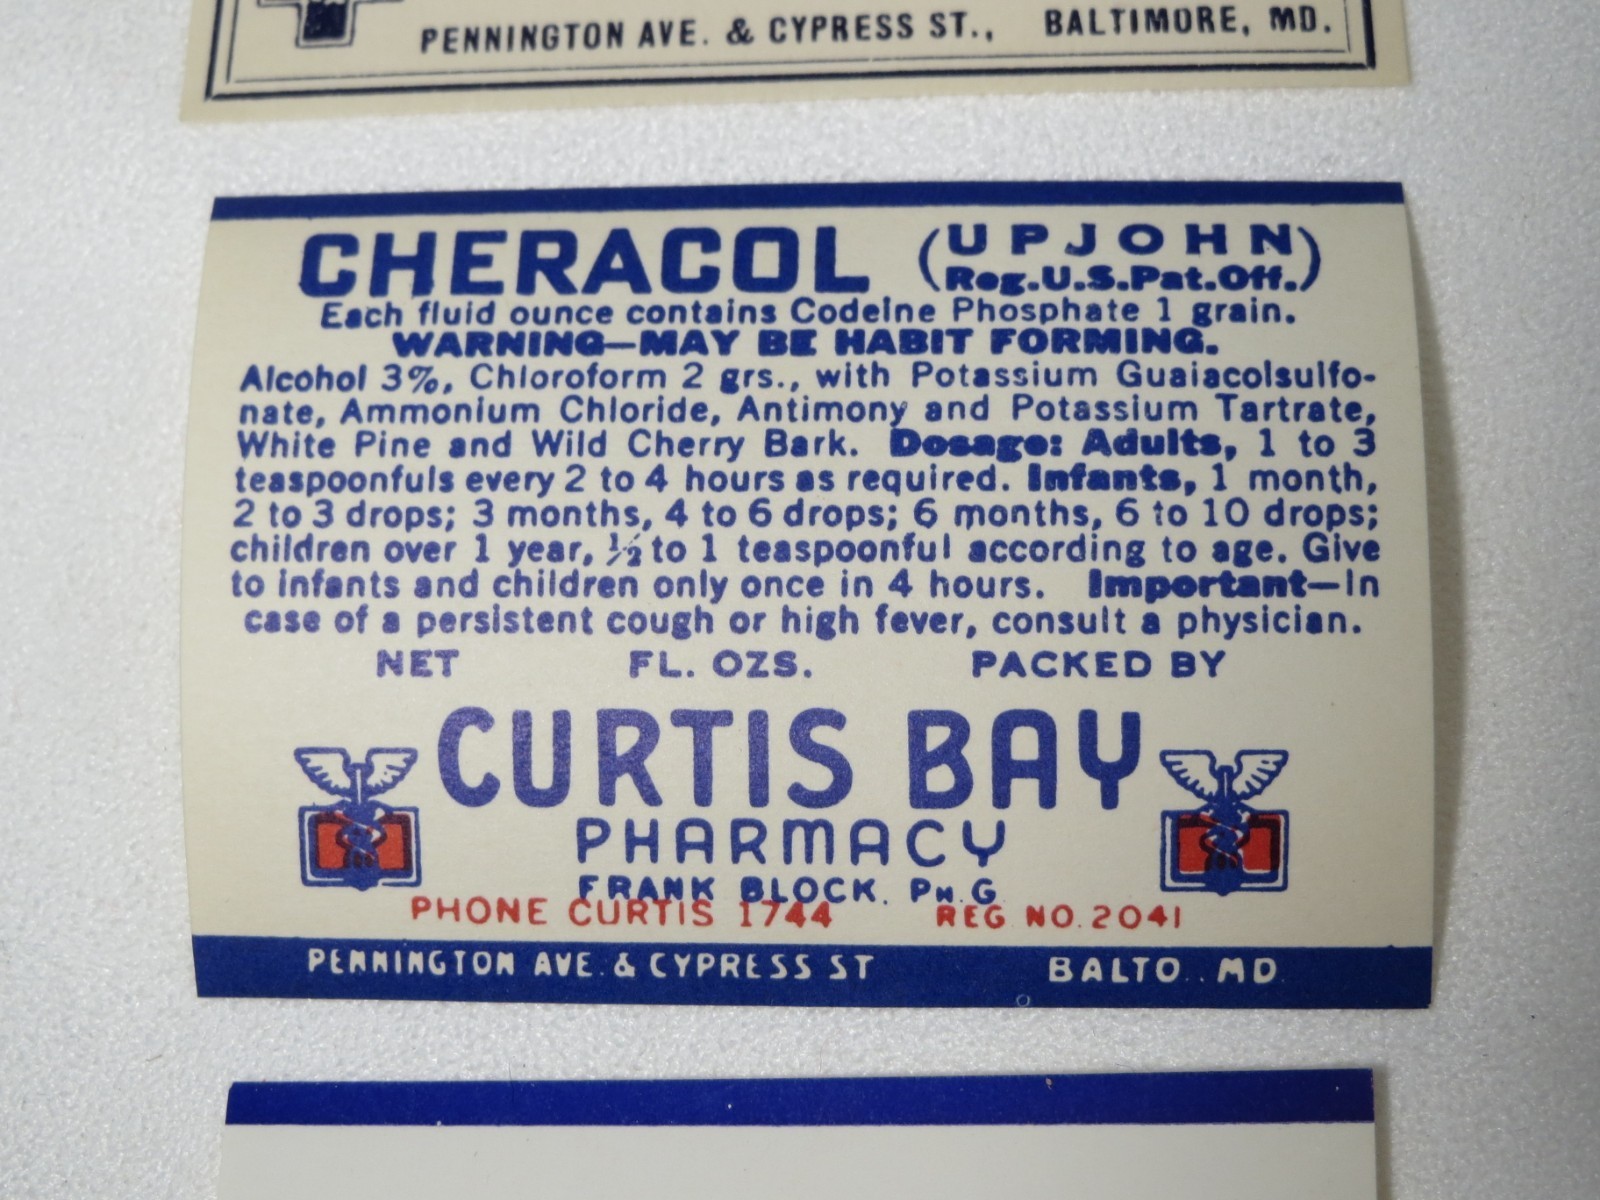 PENNINGTON AVE. & CYPRESS ST., BALTIMORE, MD.
CHERACOL (UPJOHN)
(Reg.U.S.Pat.Off.)
Each fluid ounce contains Codeine Phosphate 1 grain.
WARNING—MAY BE HABIT FORMING.
Alcohol 3%, Chloroform 2 grs., with Potassium Guaiacolsulfo-
nate, Ammonium Chloride, Antimony and Potassium Tartrate,
White Pine and Wild Cherry Bark. Dosage: Adults, 1 to 3
teaspoonfuls every 2 to 4 hours as required. Infants, 1 month,
2 to 3 drops; 3 months, 4 to 6 drops; 6 months, 6 to 10 drops;
children over 1 year, ½ to 1 teaspoonful according to age. Give
to infants and children only once in 4 hours. Important—In
case of a persistent cough or high fever, consult a physician.
NET FL. OZS. PACKED BY
CURTIS BAY
PHARMACY
FRANK BLOCK. PH.G
PHONE CURTIS 1744 REG NO. 2041
PENNINGTON AVE. & CYPRESS ST BALTO.. MD